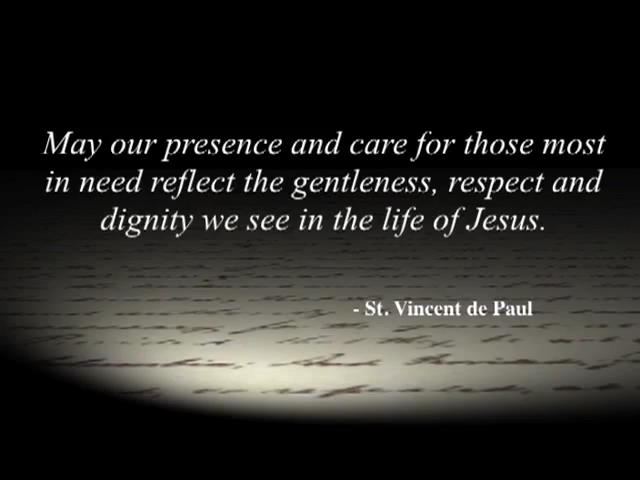 May our presence and care for those most
in need reflect the gentleness, respect and
dignity we see in the life of Jesus.
- St. Vincent de Paul